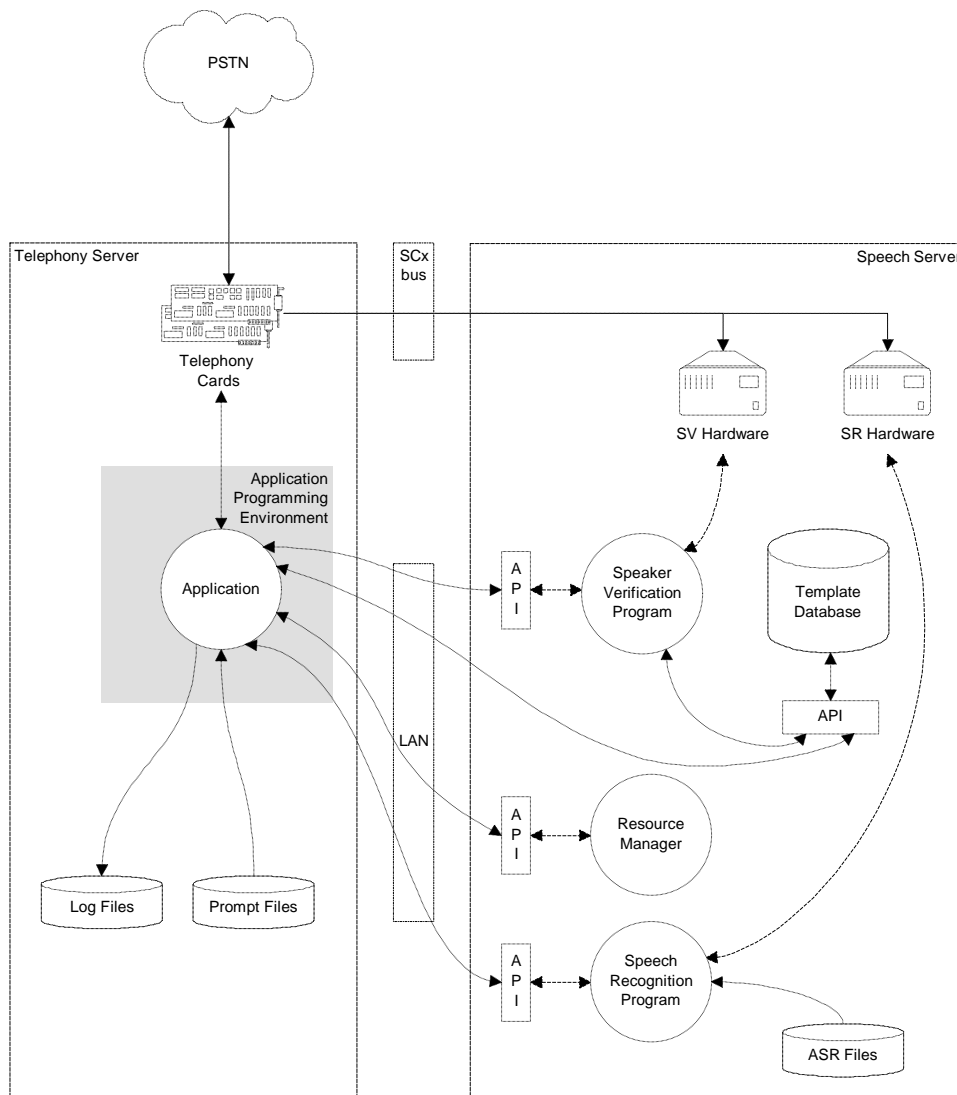 PSTN
Telephony Server
SCx
bus
Speech Server
Telephony
Cards
SV Hardware
SR Hardware
Application
Programming
Environment
Application
A
P
I
Speaker
Verification
Program
Template
Database
API
LAN
A
P
I
Resource
Manager
Log Files
Prompt Files
A
P
I
Speech
Recognition
Program
ASR Files